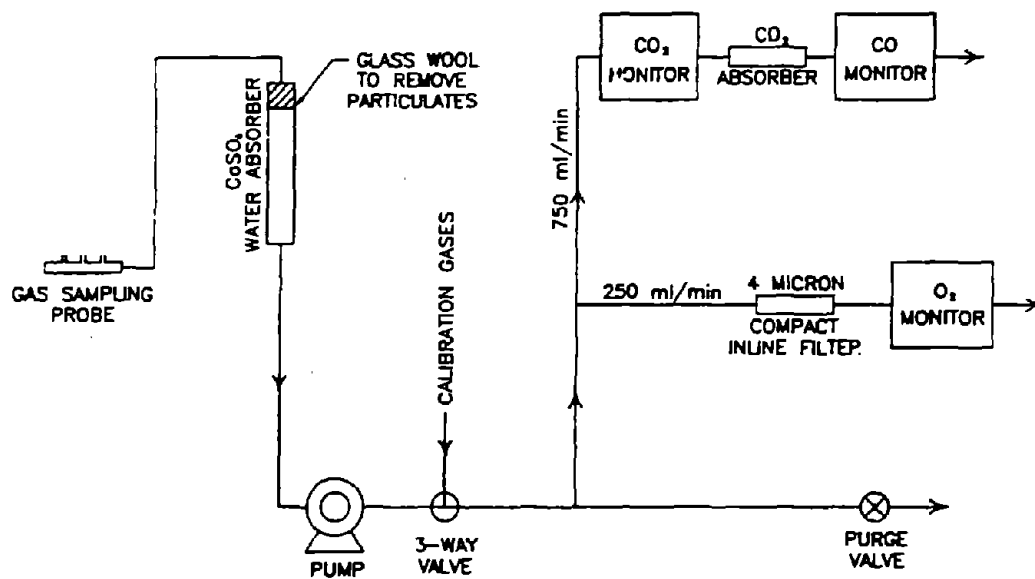 GLASS WOOL
TO REMOVE
PARTICULATES
CaSO₄
WATER ABSORBER
GAS SAMPLING
PROBE
PUMP
3-WAY
VALVE
CALIBRATION GASES
750 ml/min
CO₂
MONITOR
CO₂
ABSORBER
CO
MONITOR
250 ml/min
4 MICRON
COMPACT
INLINE FILTER
O₂
MONITOR
PURGE
VALVE